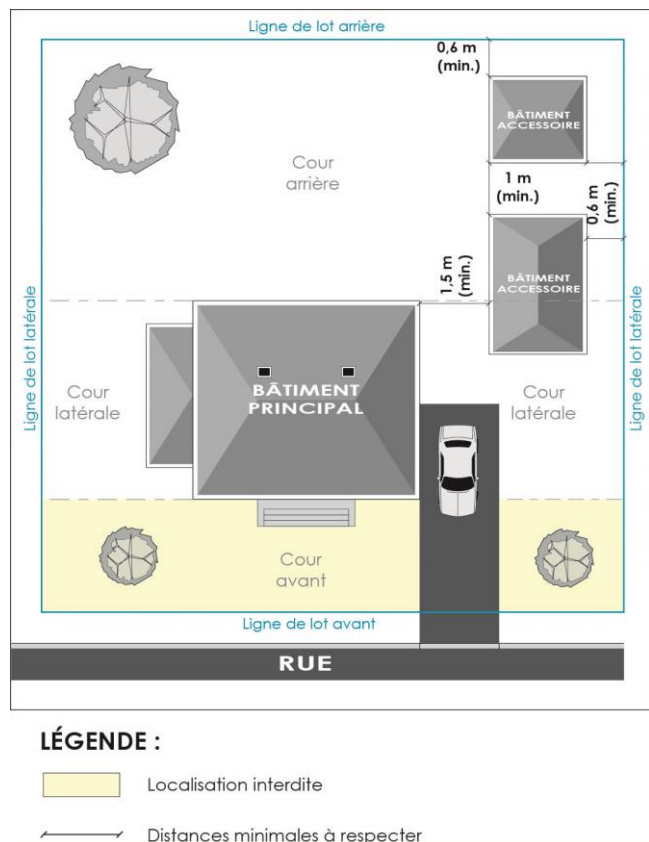 Ligne de lot arrière
0,6 m
(min.)
BÂTIMENT
ACCESSOIRE
Cour
arrière
1 m
(min.)
0,6 m
(min.)
1,5 m
(min.)
BÂTIMENT
ACCESSOIRE
Ligne de lot latérale
Ligne de lot latérale
Cour
latérale
BÂTIMENT
PRINCIPAL
Cour
latérale
Cour
avant
Ligne de lot avant
RUE
LÉGENDE :
Localisation interdite
Distances minimales à respecter